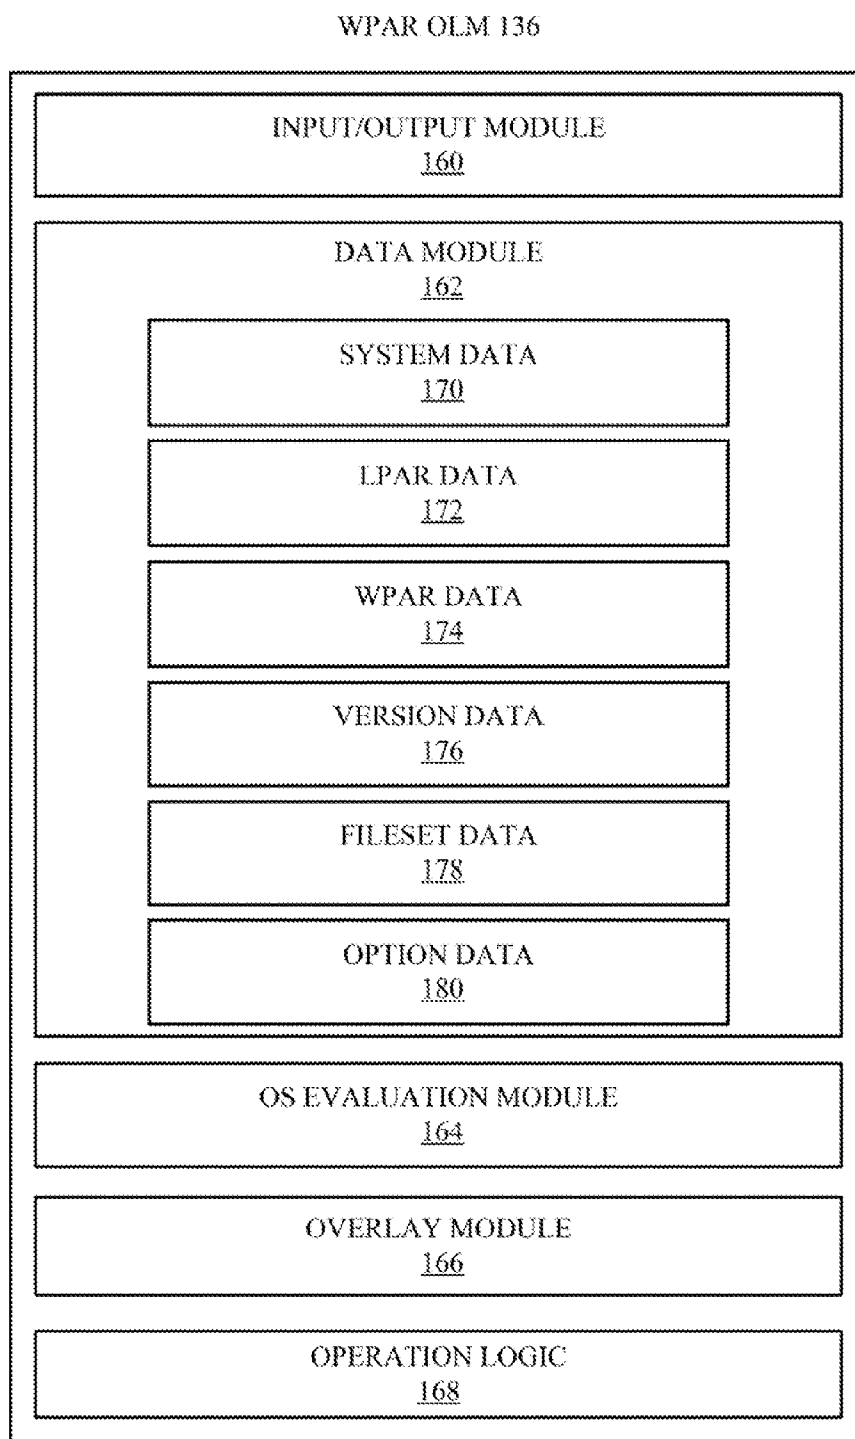 WPAR OLM 136
INPUT/OUTPUT MODULE
160
DATA MODULE
162
SYSTEM DATA
170
LPAR DATA
172
WPAR DATA
174
VERSION DATA
176
FILESET DATA
178
OPTION DATA
180
OS EVALUATION MODULE
164
OVERLAY MODULE
166
OPERATION LOGIC
168